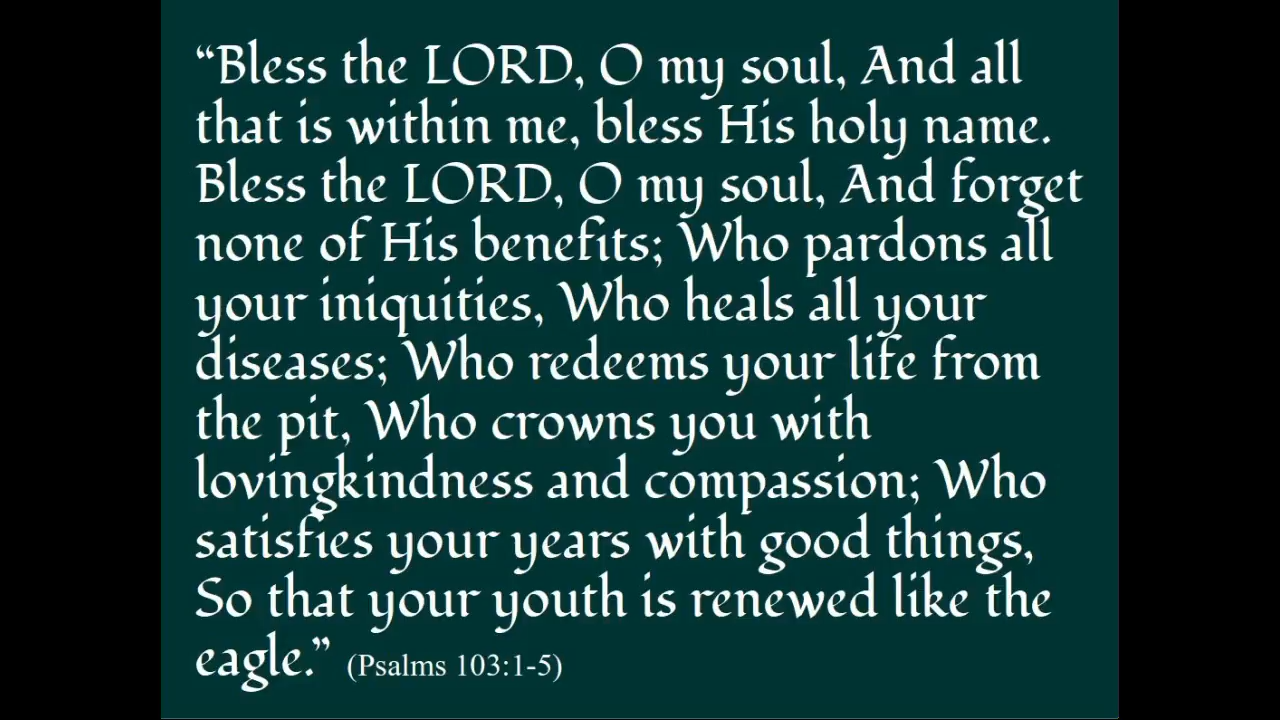 “Bless the LORD, O my soul, And all
that is within me, bless His holy name.
Bless the LORD, O my soul, And forget
none of His benefits; Who pardons all
your iniquities, Who heals all your
diseases; Who redeems your life from
the pit, Who crowns you with
lovingkindness and compassion; Who
satisfies your years with good things,
So that your youth is renewed like the
eagle.” (Psalms 103:1-5)